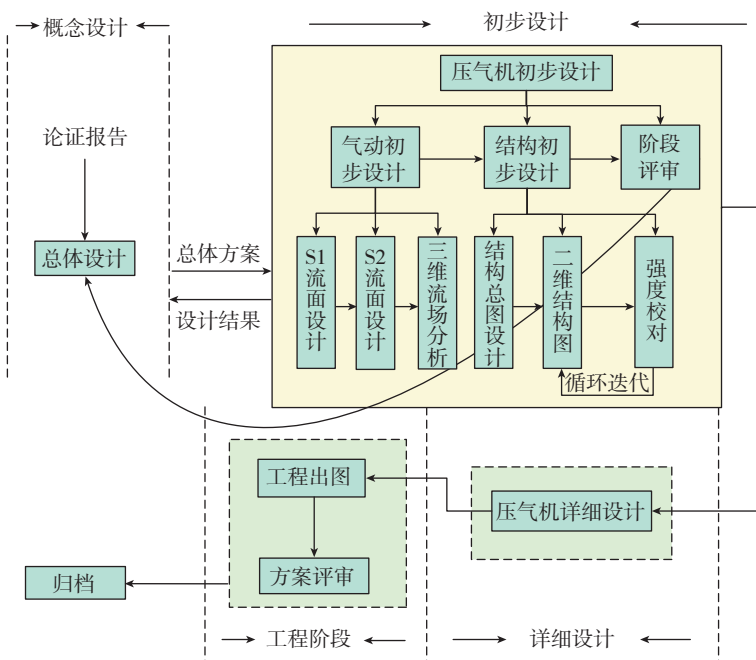 概念设计
初步设计
压气机初步设计
论证报告
气动初
步设计
结构初
步设计
阶段
评审
总体设计
总体方案
设计结果
S1流面设计
S2流面设计
三维流场分析
结构总图设计
二维结构图
强度校对
循环迭代
工程出图
压气机详细设计
方案评审
归档
工程阶段
详细设计